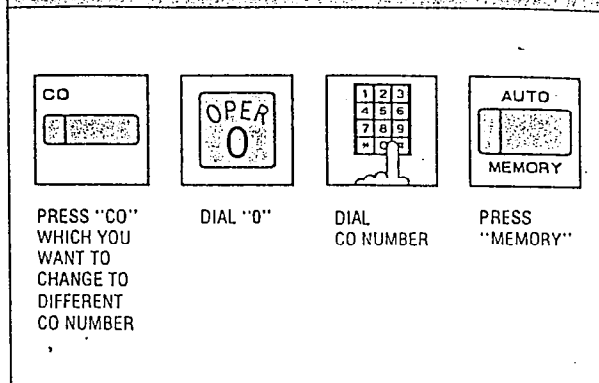 CO
OPER
0
1 2 3
4 5 6
7 8 9
*
AUTO
MEMORY
PRESS "CO"
WHICH YOU
WANT TO
CHANGE TO
DIFFERENT
CO NUMBER
DIAL "0"
DIAL
CO NUMBER
PRESS
"MEMORY"